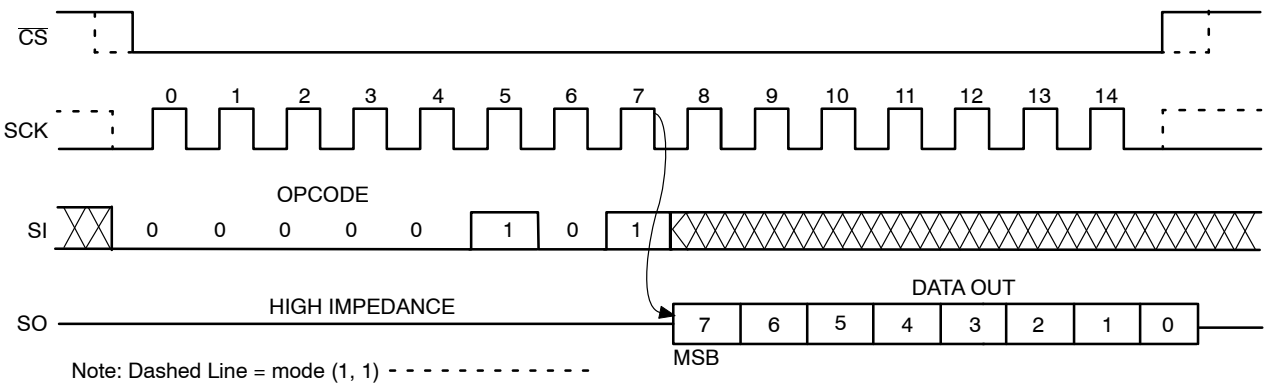 CS
0 1 2 3 4 5 6 7 8 9 10 11 12 13 14
SCK
OPCODE
SI 0 0 0 0 0 1 0 1
DATA OUT
HIGH IMPEDANCE
SO 7 6 5 4 3 2 1 0
MSB
Note: Dashed Line = mode (1, 1)